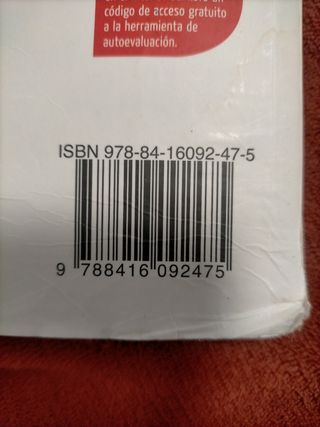 código de acceso gratuito
a la herramienta de
autoevaluación.
ISBN 978-84-16092-47-5
9 788416 092475